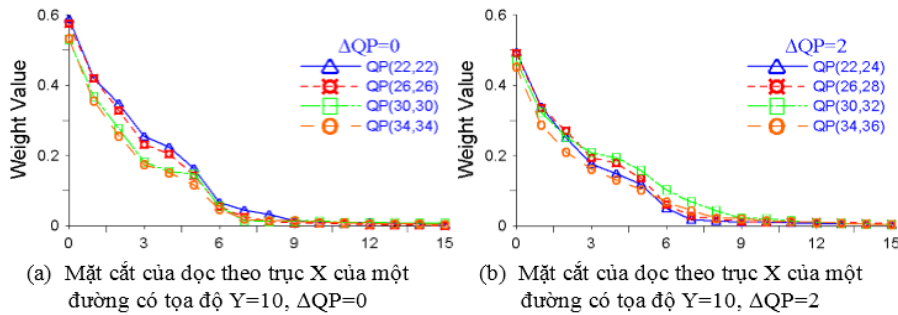 0.6
0.4
0.2
0
Weight Value
0 3 6 9 12 15
ΔQP=0
QP(22,22)
QP(26,26)
QP(30,30)
QP(34,34)
(a) Mặt cắt của dọc theo trục X của một
đường có tọa độ Y=10, ΔQP=0
0.6
0.4
0.2
0
Weight Value
0 3 6 9 12 15
ΔQP=2
QP(22,24)
QP(26,28)
QP(30,32)
QP(34,36)
(b) Mặt cắt của dọc theo trục X của một
đường có tọa độ Y=10, ΔQP=2